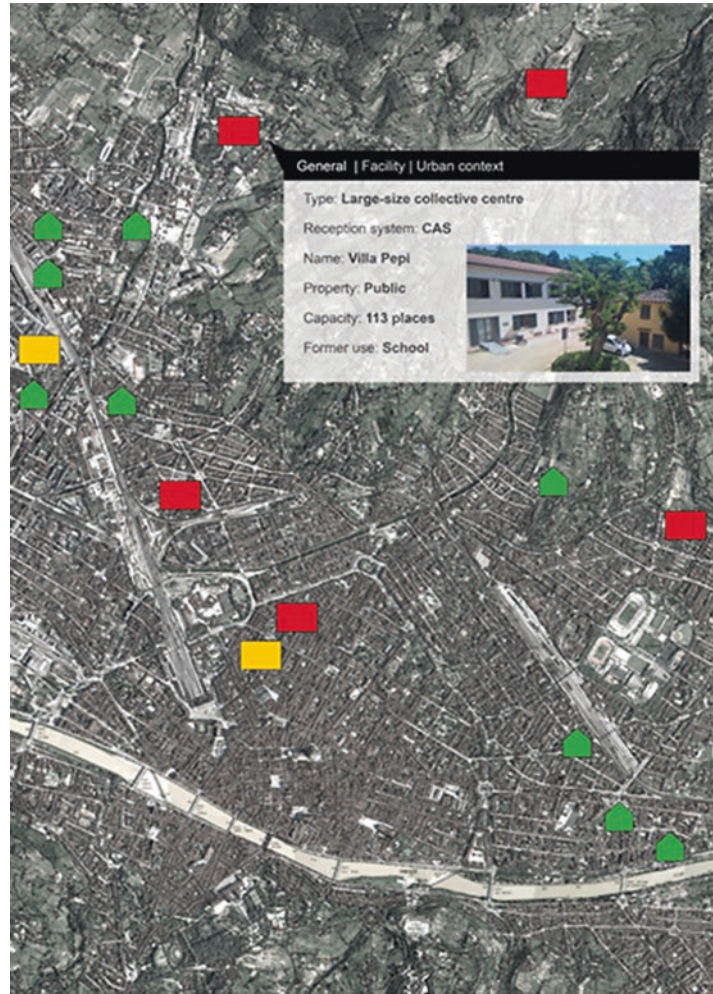 General | Facility | Urban context
Type: Large-size collective centre
Reception system: CAS
Name: Villa Pepi
Property: Public
Capacity: 113 places
Former use: School